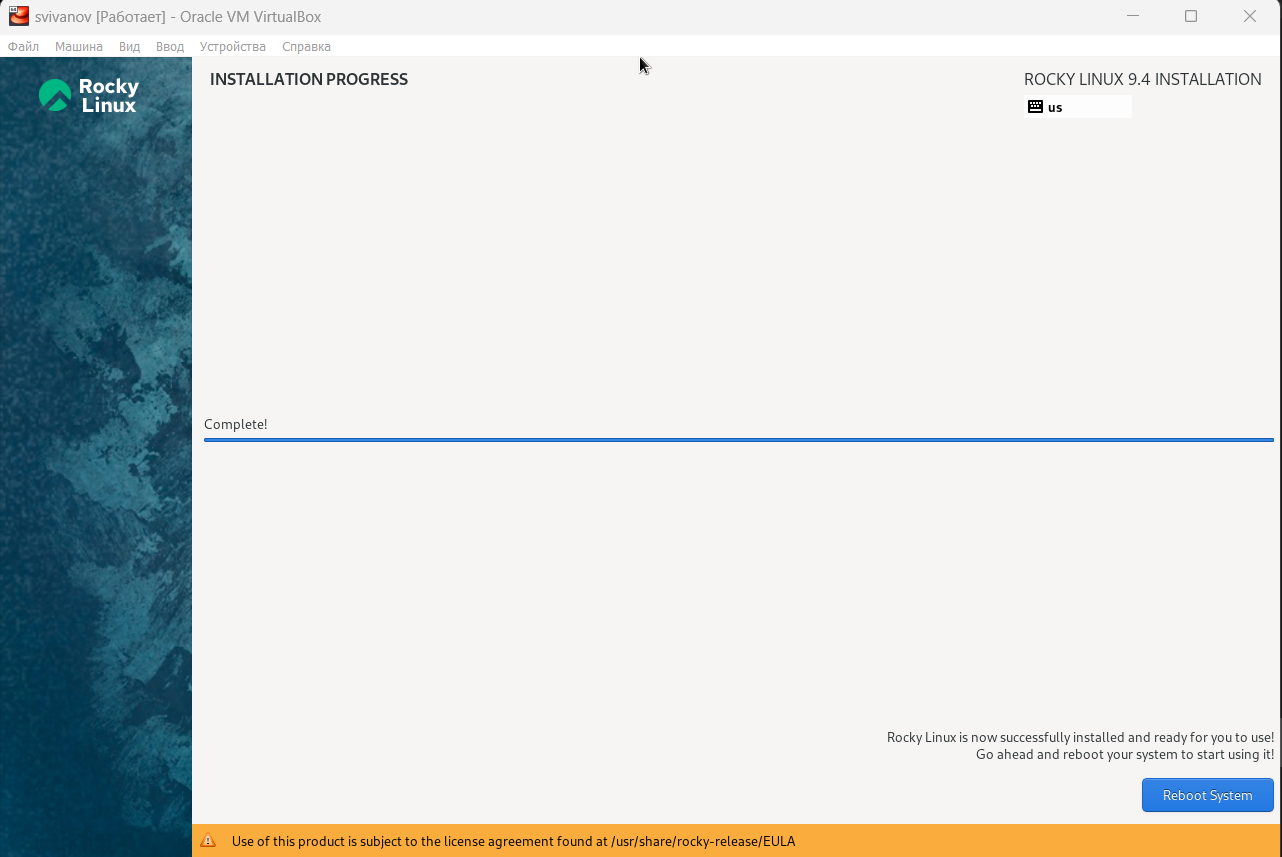 svivanov [Работает] - Oracle VM VirtualBox
Файл Машина Вид Ввод Устройства Справка
Rocky
Linux
INSTALLATION PROGRESS
ROCKY LINUX 9.4 INSTALLATION
us
Complete!
Rocky Linux is now successfully installed and ready for you to use!
Go ahead and reboot your system to start using it!
Reboot System
Use of this product is subject to the license agreement found at /usr/share/rocky-release/EULA